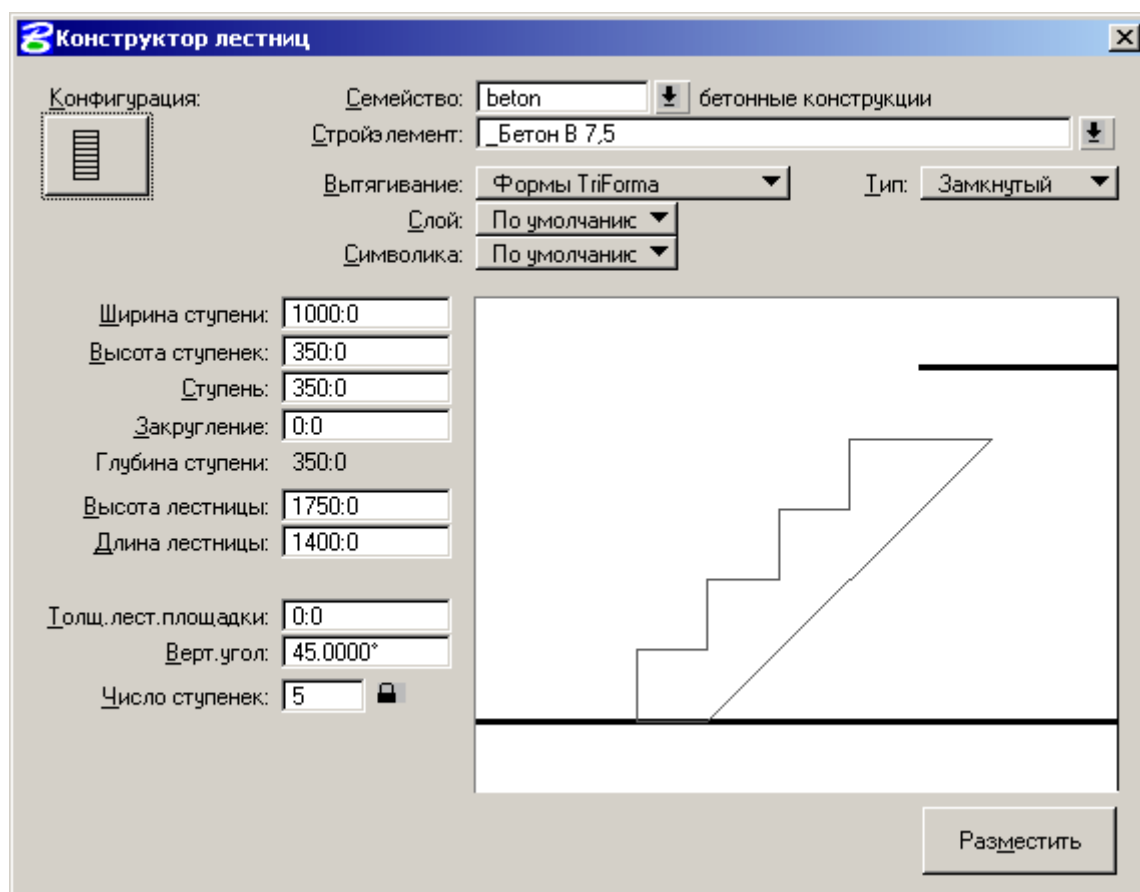 Конструктор лестниц
Конфигурация:
Семейство: beton бетонные конструкции
Стройэлемент: _Бетон В 7,5
Вытягивание: Формы TriForma Тип: Замкнутый
Слой: По умолчанию
Символика: По умолчанию
Ширина ступени: 1000:0
Высота ступенек: 350:0
Ступень: 350:0
Закругление: 0:0
Глубина ступени: 350:0
Высота лестницы: 1750:0
Длина лестницы: 1400:0
Толщ.лест.площадки: 0:0
Верт.угол: 45.0000°
Число ступенек: 5
Разместить